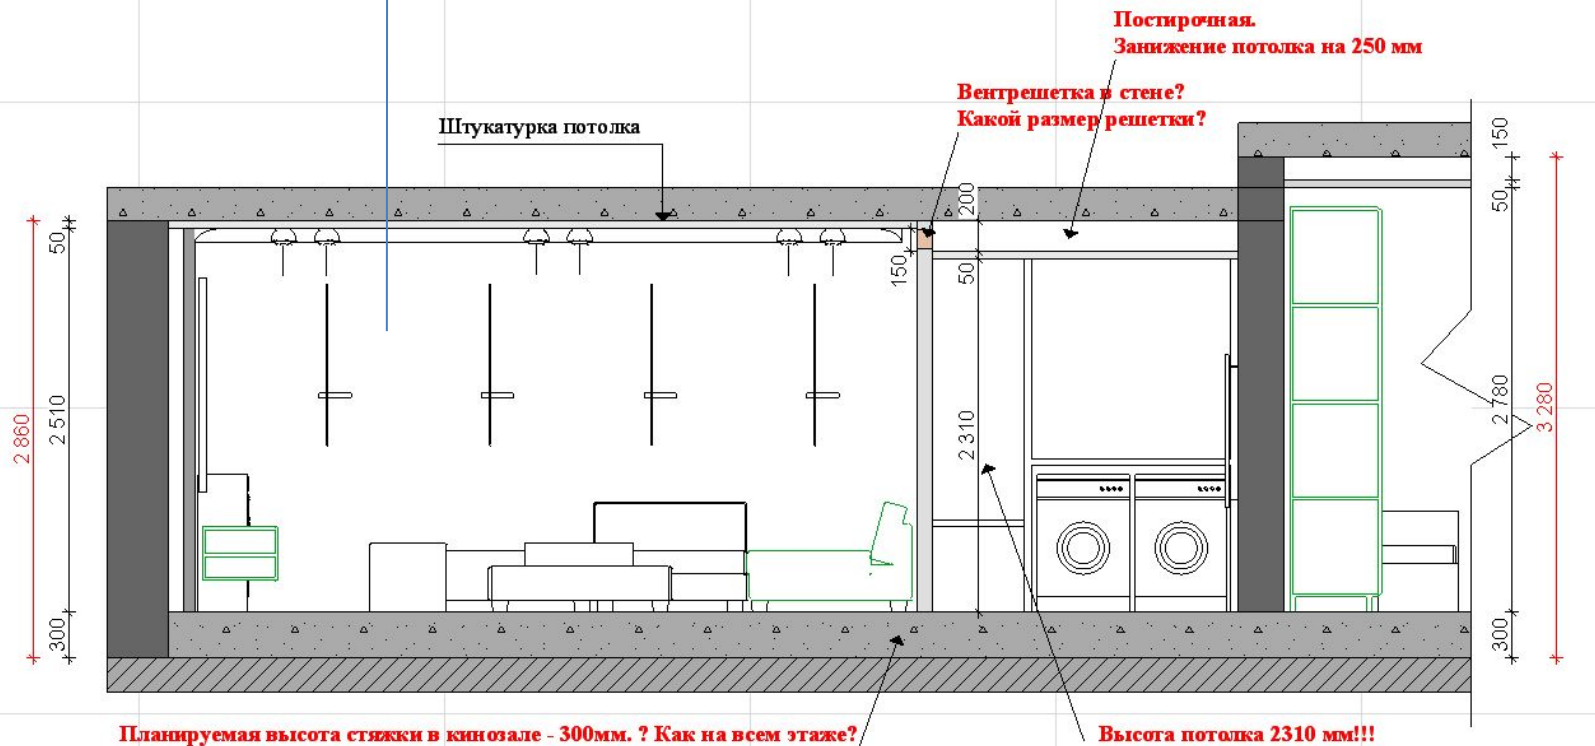 Постирочная.
Занижение потолка на 250 мм
Вентрешетка в стене?
Какой размер решетки?
Штукатурка потолка
150
200
50
50
50
150
2 860
2 510
2 310
2 780
3 280
300
300
Планируемая высота стяжки в кинозале - 300мм. ? Как на всем этаже?
Высота потолка 2310 мм!!!